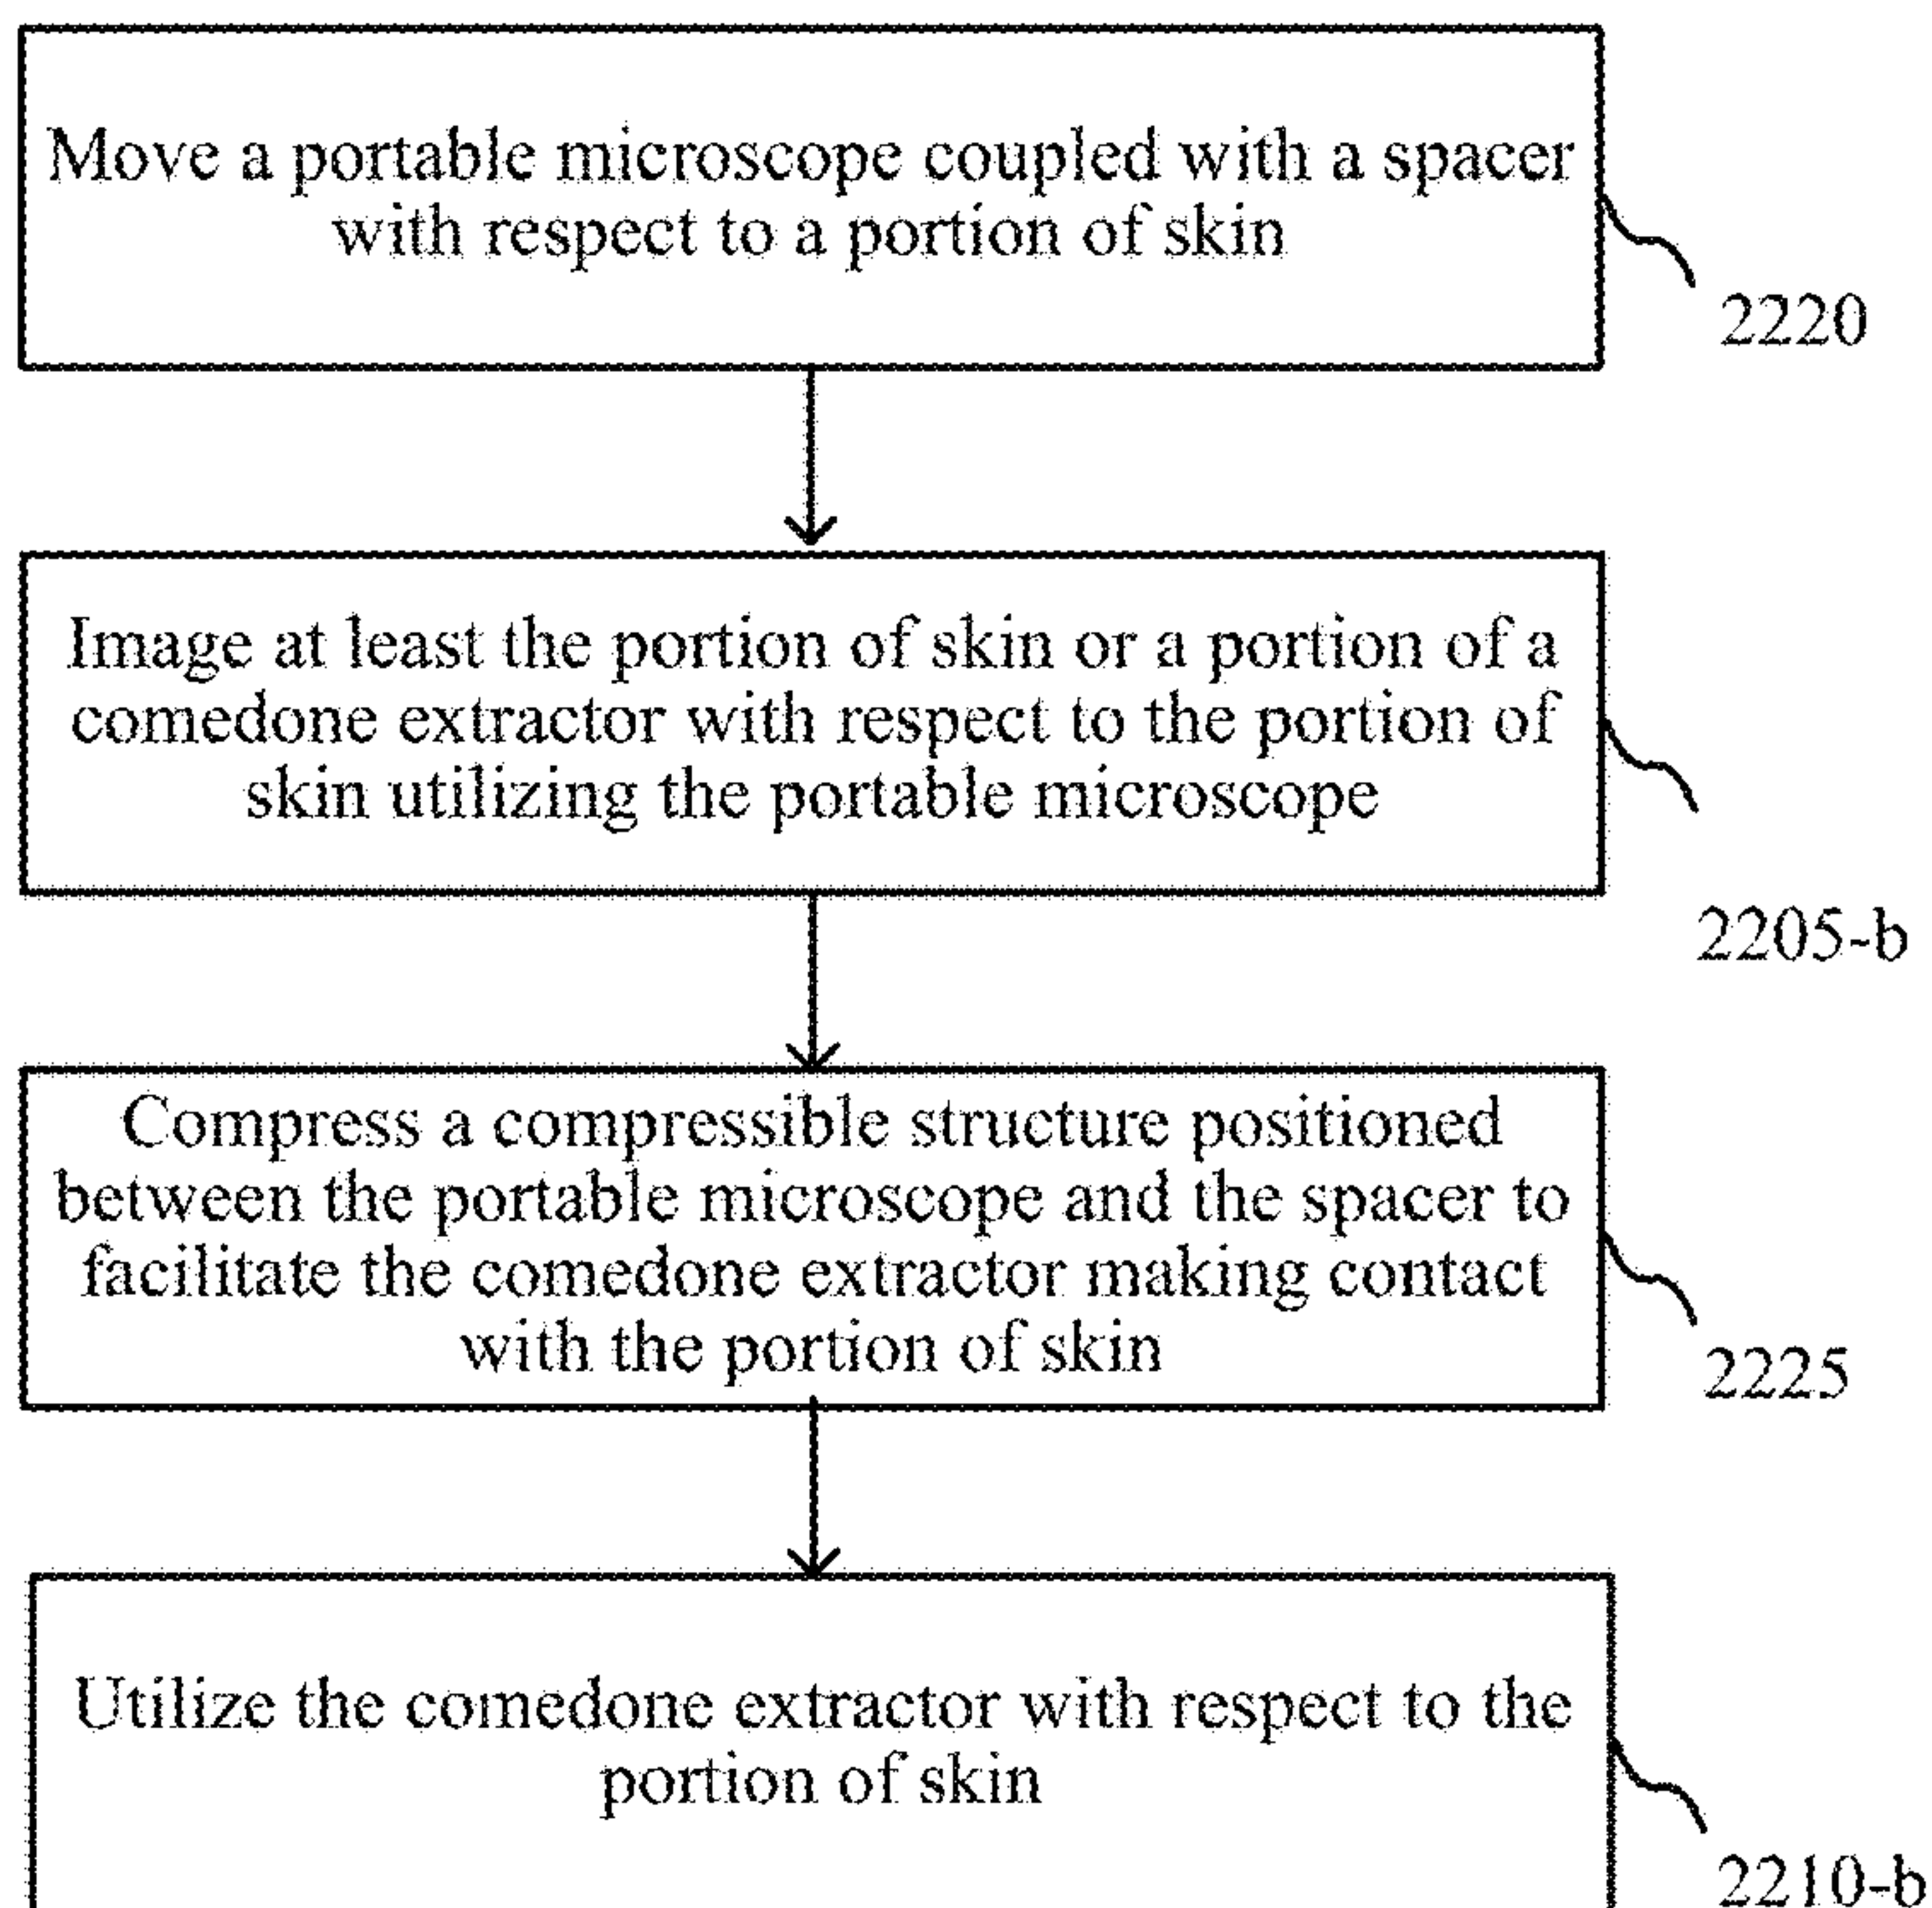 Move a portable microscope coupled with a spacer
with respect to a portion of skin
2220
Image at least the portion of skin or a portion of a
comedone extractor with respect to the portion of
skin utilizing the portable microscope
2205-b
Compress a compressible structure positioned
between the portable microscope and the spacer to
facilitate the comedone extractor making contact
with the portion of skin
2225
Utilize the comedone extractor with respect to the
portion of skin
2210-b